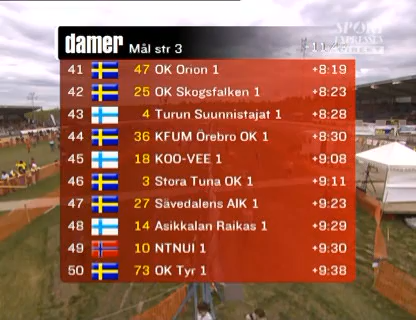 SPORT
EXPRESSEN
damer Mål str 3
41 47 OK Orion 1 +8:19
42 25 OK Skogsfalken 1 +8:23
43 4 Turun Suunnistajat 1 +8:28
44 36 KFUM Örebro OK 1 +8:30
45 18 KOO-VEE 1 +9:08
46 3 Stora Tuna OK 1 +9:11
47 27 Sävedalens AIK 1 +9:23
48 14 Asikkalan Raikas 1 +9:29
49 10 NTNUI 1 +9:30
50 73 OK Tyr 1 +9:38